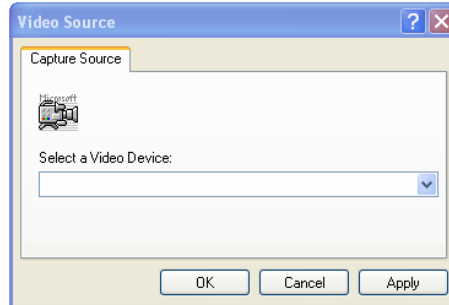 Video Source
Capture Source
Microsoft
Select a Video Device:
OK
Cancel
Apply